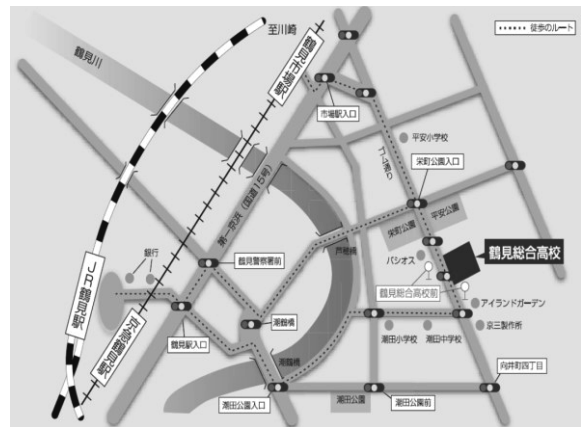 至川崎
徒歩のルート
鶴見川
鶴見市場駅
市場駅入口
平安小学校
ゴム通り
栄町公園入口
第一京浜(国道15号)
芦穂橋
栄町公園
平安公園
鶴見総合高校
バシオス
鶴見総合高校前
銀行
鶴見警察署前
アイランドガーデン
JR鶴見駅
鶴見駅入口
潮鶴橋
京三製作所
潮田小学校
潮田中学校
京急鶴見駅
潮鶴橋
向井町四丁目
潮田公園入口
潮田公園
潮田公園前